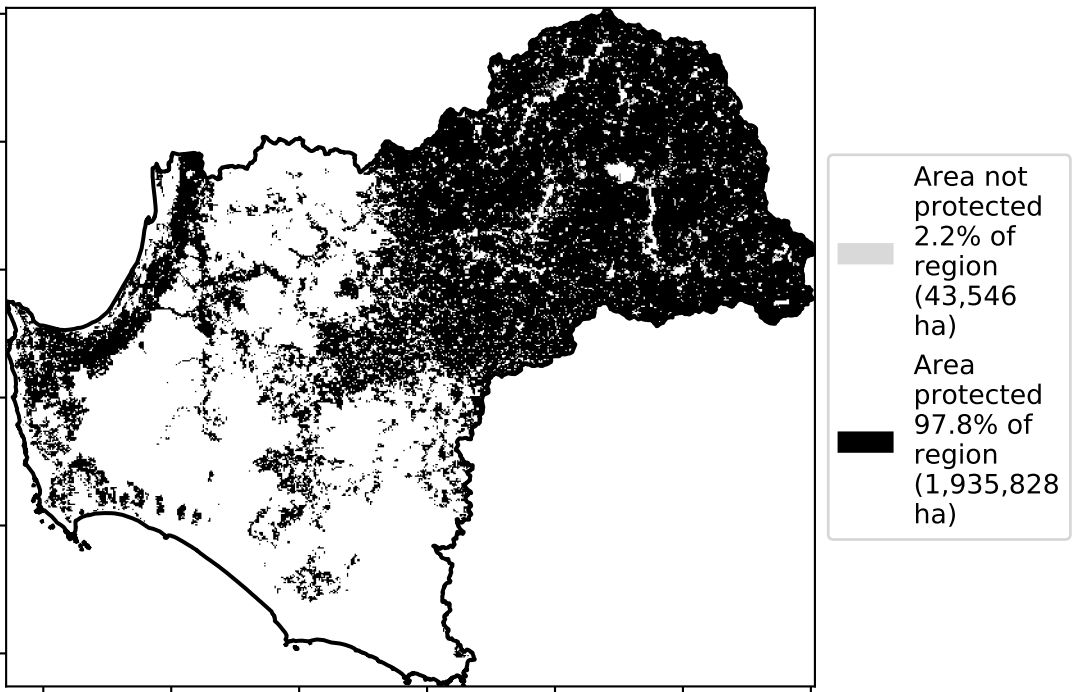 Area not
protected
2.2% of
region
(43,546
ha)
Area
protected
97.8% of
region
(1,935,828
ha)